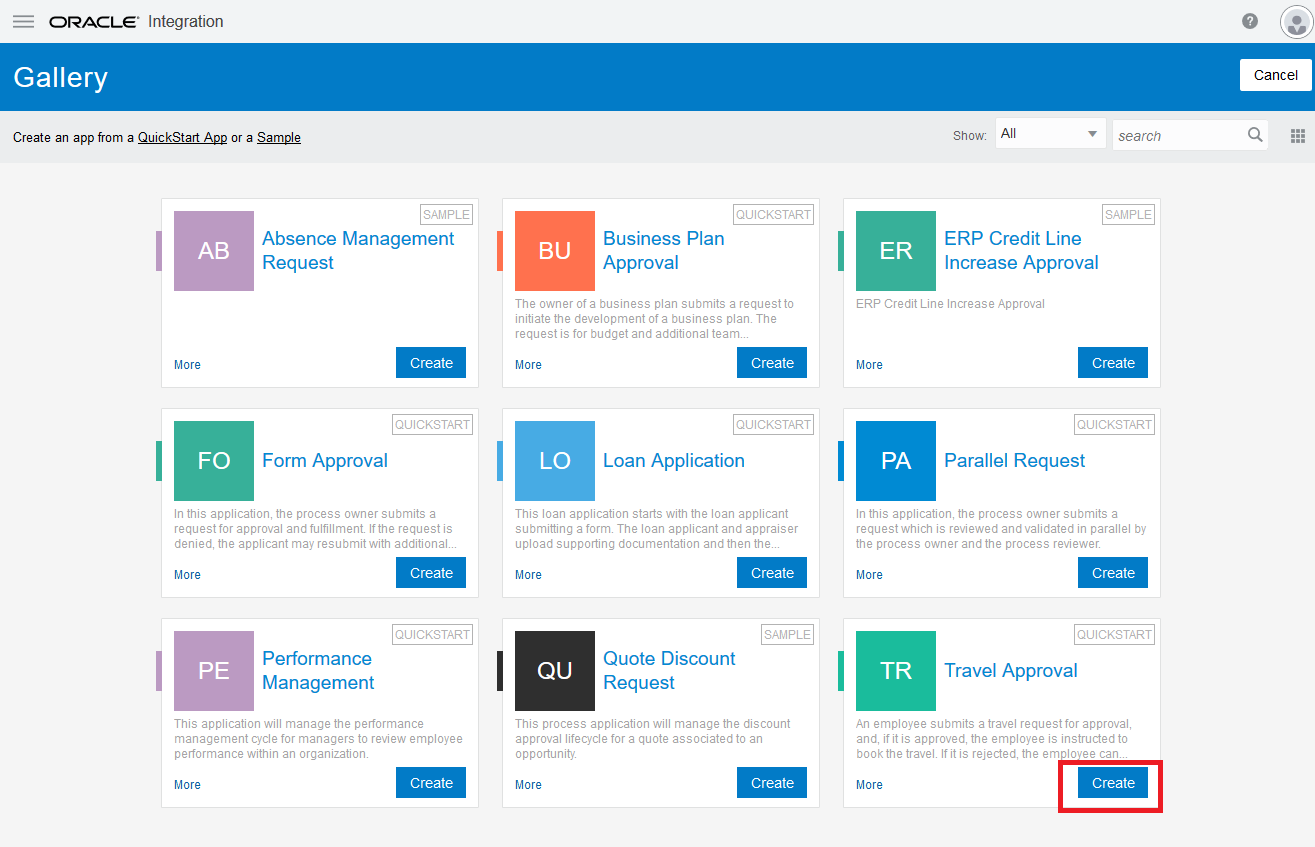 ORACLE Integration
?
Gallery
Cancel
Create an app from a QuickStart App or a Sample
Show:
All
search
SAMPLE
AB
Absence Management
Request
More
Create
QUICKSTART
BU
Business Plan
Approval
The owner of a business plan submits a request to
initiate the development of a business plan. The
request is for budget and additional team...
More
Create
SAMPLE
ER
ERP Credit Line
Increase Approval
ERP Credit Line Increase Approval
More
Create
QUICKSTART
FO
Form Approval
In this application, the process owner submits a
request for approval and fulfillment. If the request is
denied, the applicant may resubmit with additional...
More
Create
QUICKSTART
LO
Loan Application
This loan application starts with the loan applicant
submitting a form. The loan applicant and appraiser
upload supporting documentation and then the...
More
Create
QUICKSTART
PA
Parallel Request
In this application, the process owner submits a
request which is reviewed and validated in parallel by
the process owner and the process reviewer.
More
Create
QUICKSTART
PE
Performance
Management
This application will manage the performance
management cycle for managers to review employee
performance within an organization.
More
Create
SAMPLE
QU
Quote Discount
Request
This process application will manage the discount
approval lifecycle for a quote associated to an
opportunity.
More
Create
QUICKSTART
TR
Travel Approval
An employee submits a travel request for approval,
and, if it is approved, the employee is instructed to
book the travel. If it is rejected, the employee can...
More
Create